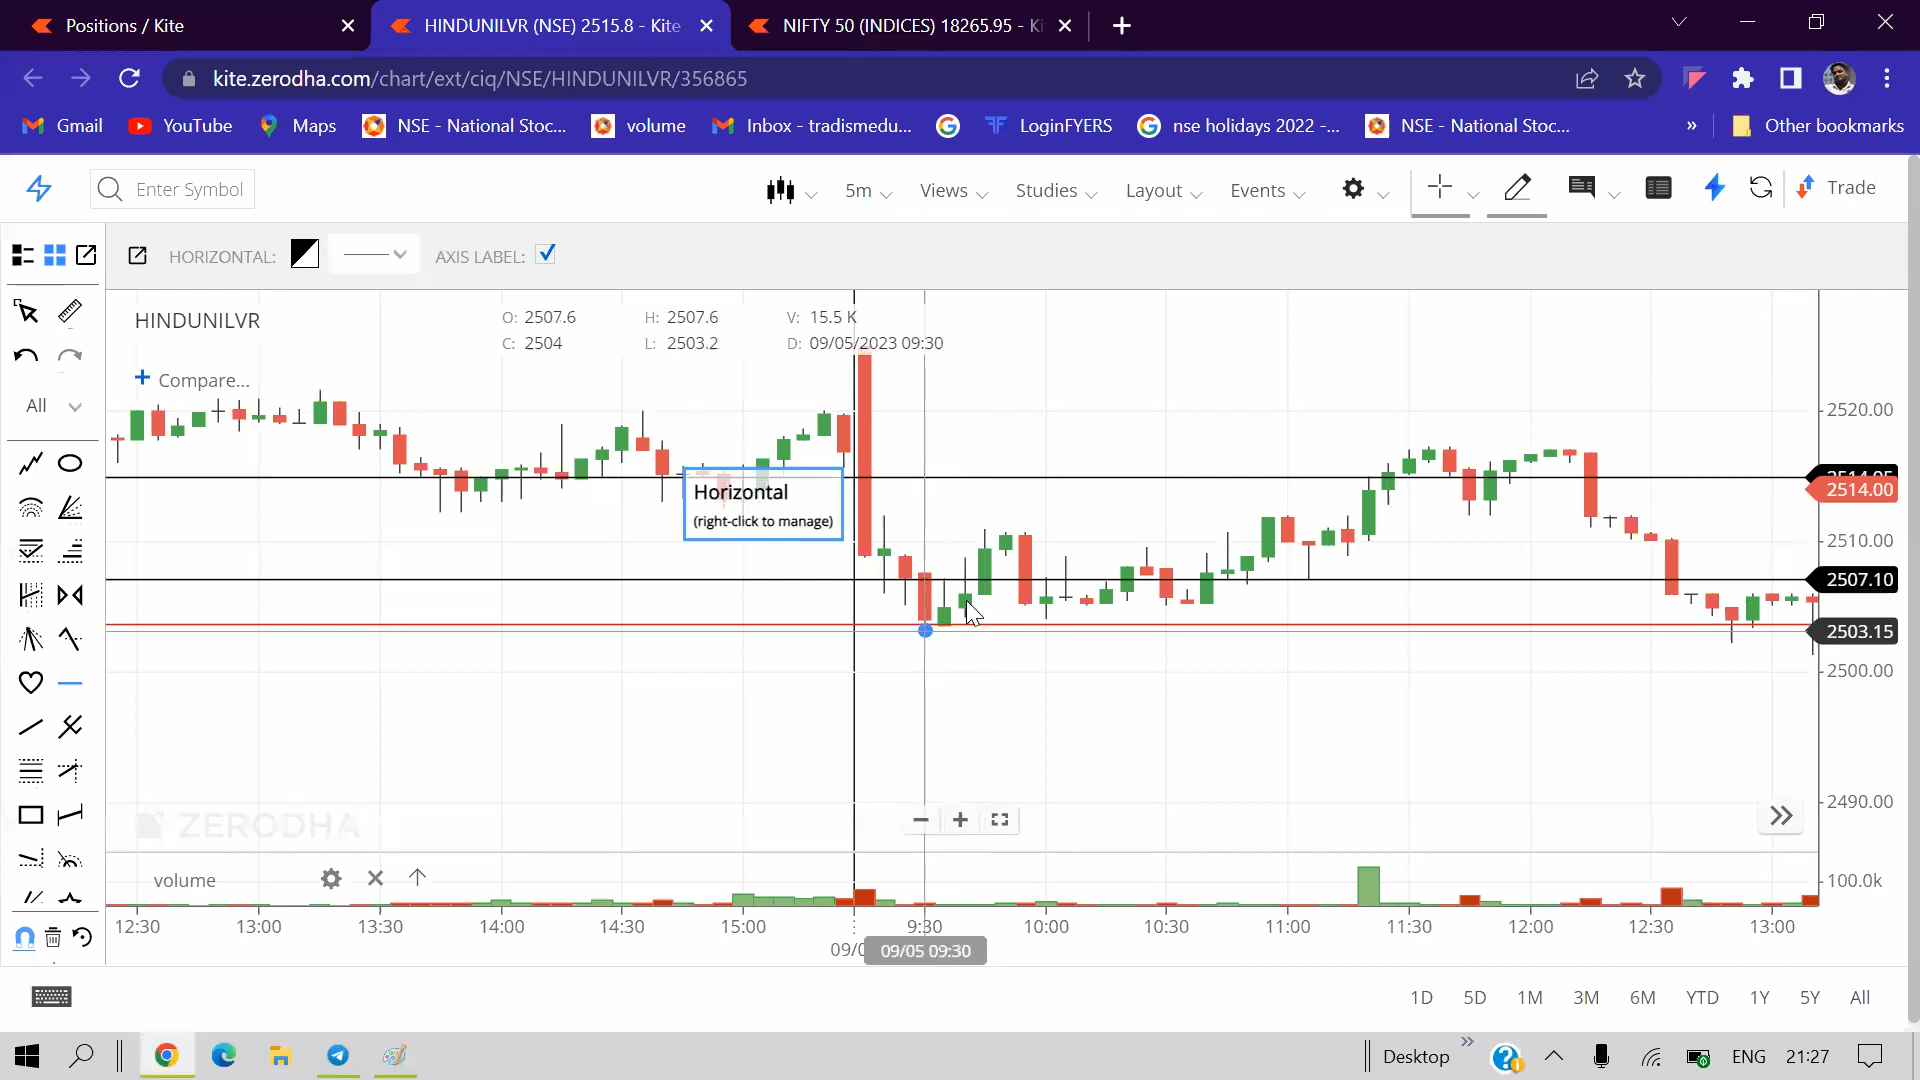 Positions / Kite
HINDUNILVR (NSE) 2515.8 - Kite
NIFTY 50 (INDICES) 18265.95 - Ki
kite.zerodha.com/chart/ext/ciq/NSE/HINDUNILVR/356865
Gmail YouTube Maps NSE - National Stoc... volume Inbox - tradismedu... LoginFYERS nse holidays 2022 -... NSE - National Stoc... » Other bookmarks
Enter Symbol 5m Views Studies Layout Events Trade
HORIZONTAL: AXIS LABEL:
HINDUNILVR
O: 2507.6 H: 2507.6 V: 15.5 K
C: 2504 L: 2503.2 D: 09/05/2023 09:30
+ Compare...
All
Horizontal
(right-click to manage)
2520.00
2514.95
2514.00
2510.00
2507.10
2503.15
2500.00
2490.00
ZERODHA
volume
100.0k
12:30 13:00 13:30 14:00 14:30 15:00 9:30 10:00 10:30 11:00 11:30 12:00 12:30 13:00
09/0
09/05 09:30
1D 5D 1M 3M 6M YTD 1Y 5Y All
Desktop » ENG 21:27